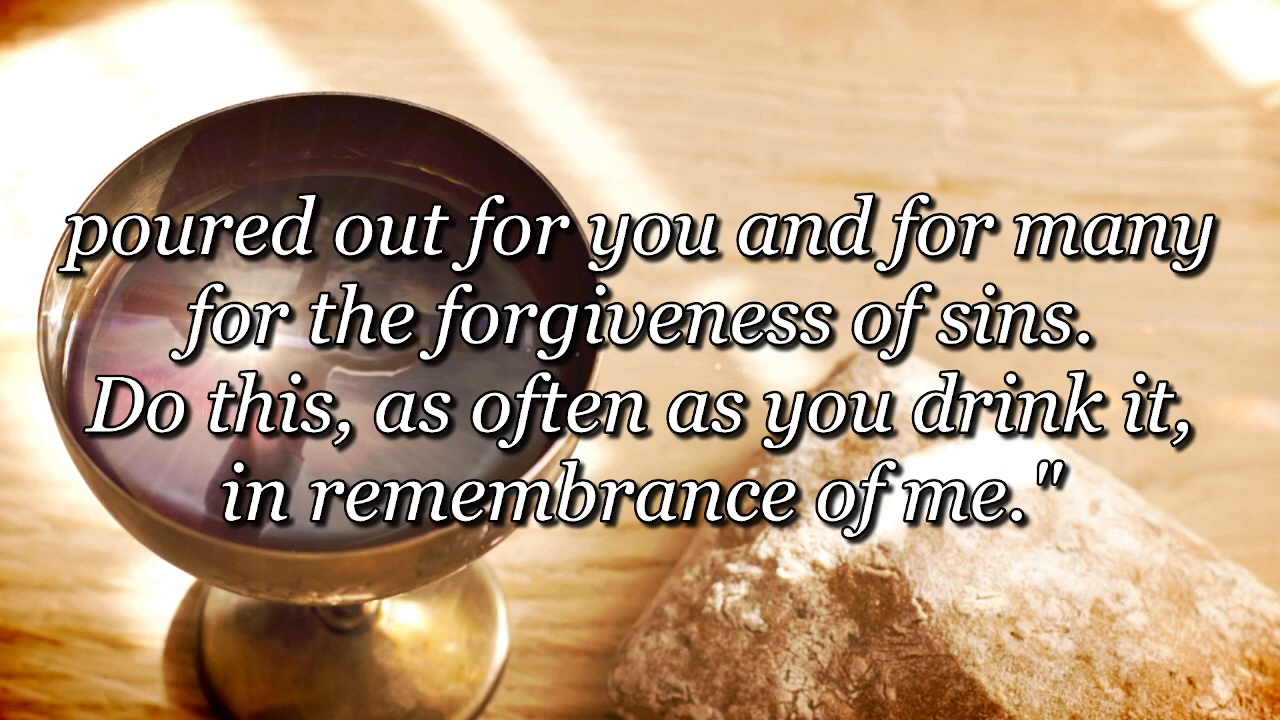 poured out for you and for many
for the forgiveness of sins.
Do this, as often as you drink it,
in remembrance of me."